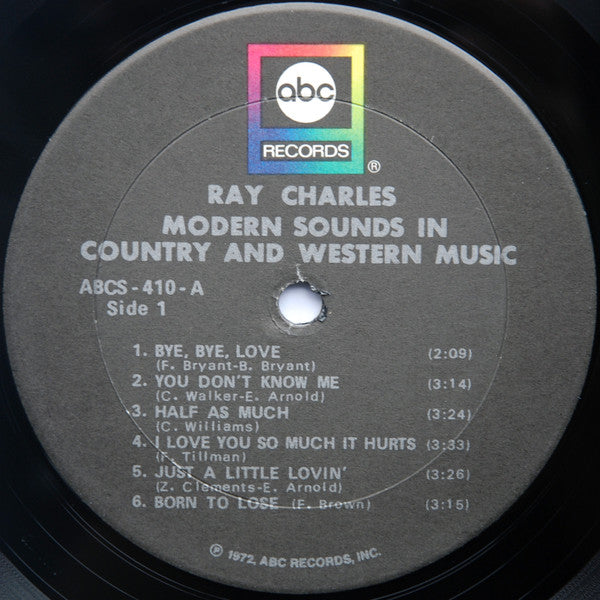 abc
RECORDS
®
RAY CHARLES
MODERN SOUNDS IN
COUNTRY AND WESTERN MUSIC
ABCS-410-A
Side 1
1. BYE, BYE, LOVE (2:09)
(F. Bryant-B. Bryant)
2. YOU DON'T KNOW ME (3:14)
(C. Walker-E. Arnold)
3. HALF AS MUCH (3:24)
(C. Williams)
4. I LOVE YOU SO MUCH IT HURTS (3:33)
(F. Tillman)
5. JUST A LITTLE LOVIN' (3:26)
(Z. Clements-E. Arnold)
6. BORN TO LOSE (F. Brown) (3:15)
℗ 1972, ABC RECORDS, INC.